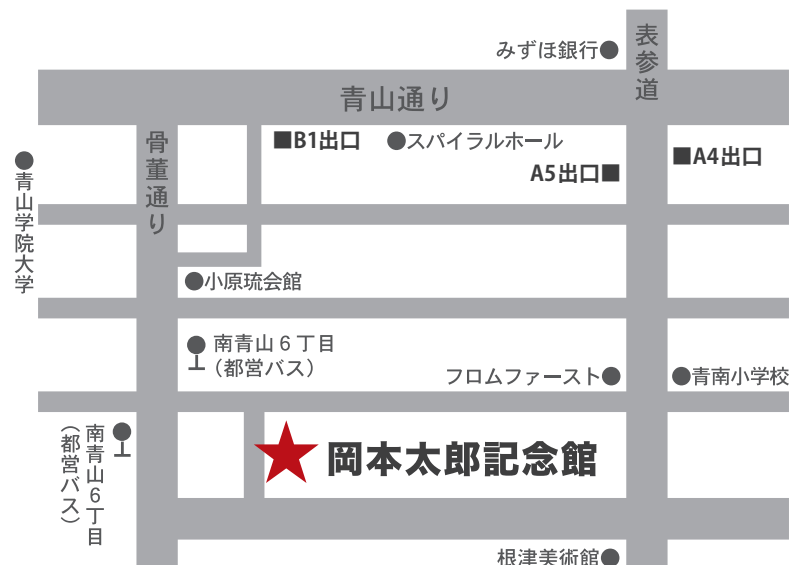 みずほ銀行
表参道
青山通り
骨董通り
B1出口
スパイラルホール
A5出口
A4出口
青山学院大学
小原琉会館
南青山6丁目
（都営バス）
フロムファースト
青南小学校
南青山6丁目
（都営バス）
岡本太郎記念館
根津美術館